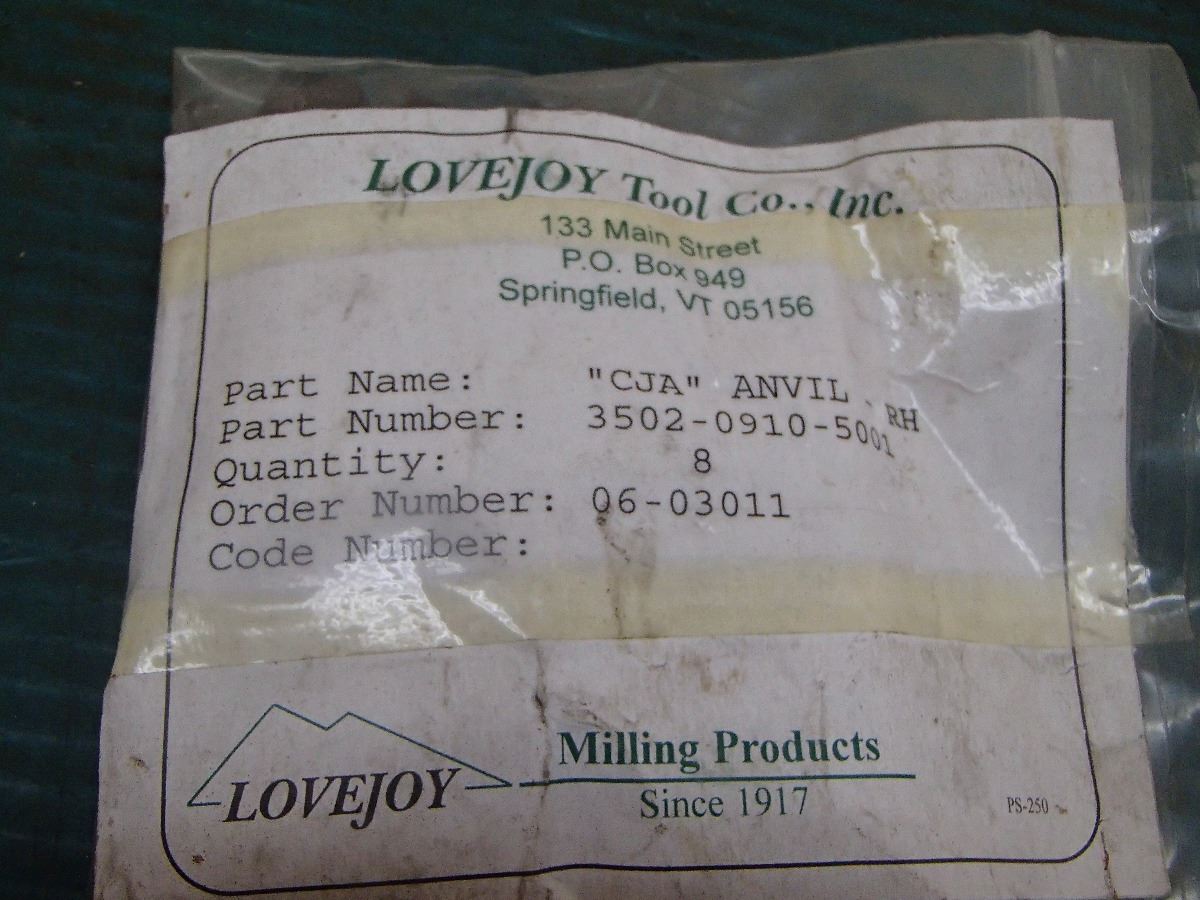 LOVEJOY Tool Co., Inc.
133 Main Street
P.O. Box 949
Springfield, VT 05156
Part Name: "CJA" ANVIL RH
Part Number: 3502-0910-5001
Quantity: 8
Order Number: 06-03011
Code Number:
LOVEJOY
Milling Products
Since 1917
PS-250